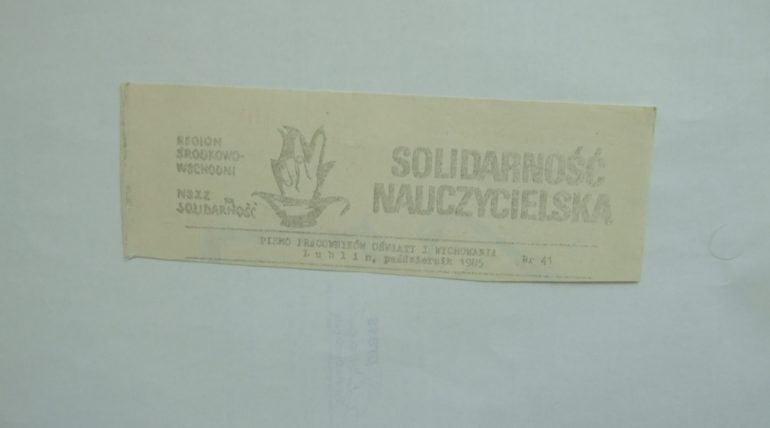 REGION
ŚRODKOWO-
WSCHODNI
NSZZ
SOLIDARNOŚĆ
SOLIDARNOŚĆ
NAUCZYCIELSKA
PISMO PRACOWNIKÓW OŚWIATY I WYCHOWANIA
Lublin, październik 1985 Nr 41